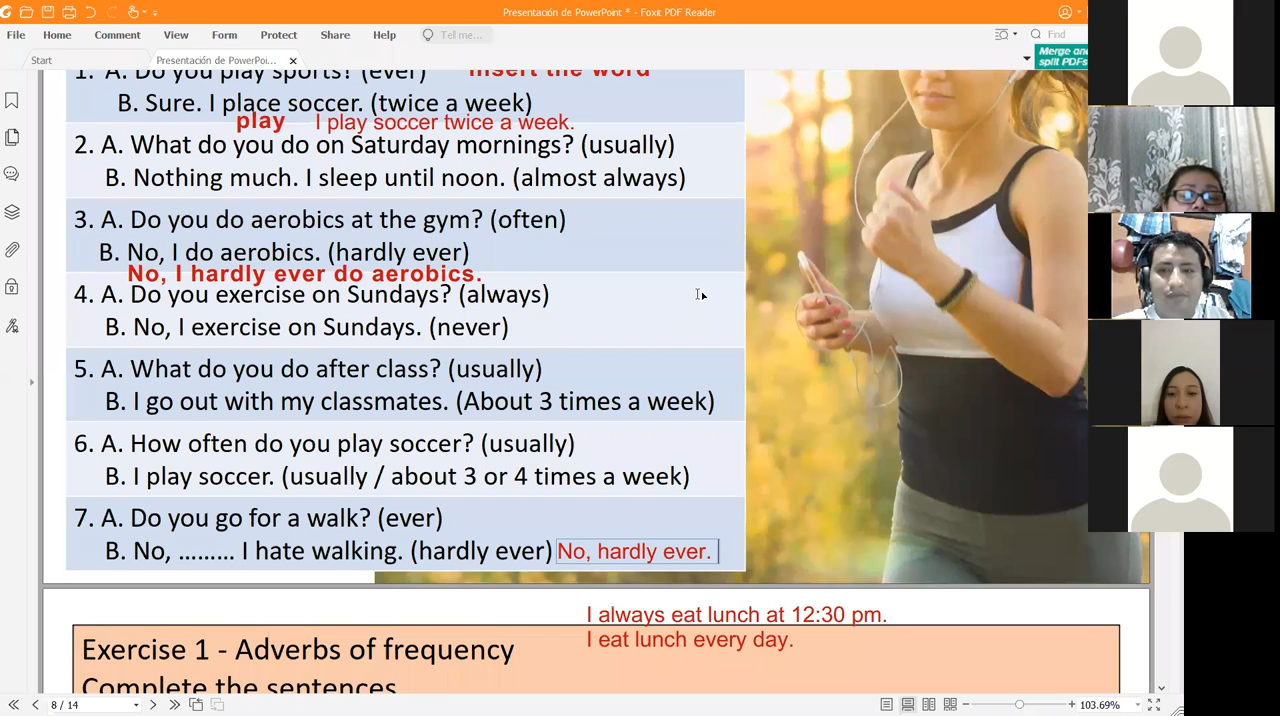 Presentación de PowerPoint * - Foxit PDF Reader
File Home Comment View Form Protect Share Help Tell me... Find
Start Presentación de PowerPoi... Merge and
split PDFs
1. A. Do you play sports? (ever) Insert the word
B. Sure. I place soccer. (twice a week)
play I play soccer twice a week.
2. A. What do you do on Saturday mornings? (usually)
B. Nothing much. I sleep until noon. (almost always)
3. A. Do you do aerobics at the gym? (often)
B. No, I do aerobics. (hardly ever)
No, I hardly ever do aerobics.
4. A. Do you exercise on Sundays? (always)
B. No, I exercise on Sundays. (never)
5. A. What do you do after class? (usually)
B. I go out with my classmates. (About 3 times a week)
6. A. How often do you play soccer? (usually)
B. I play soccer. (usually / about 3 or 4 times a week)
7. A. Do you go for a walk? (ever)
B. No, ......... I hate walking. (hardly ever) No, hardly ever.
I always eat lunch at 12:30 pm.
I eat lunch every day.
Exercise 1 - Adverbs of frequency
Complete the sentences
8 / 14 103.69%